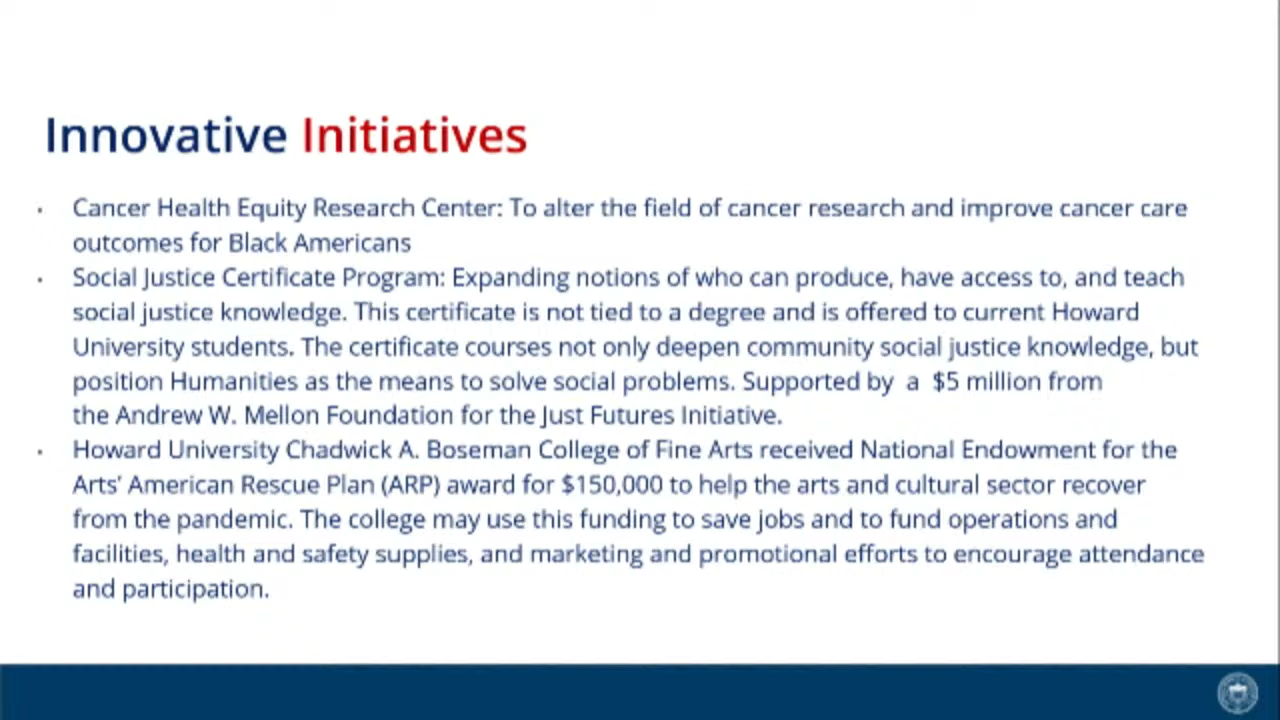 Innovative Initiatives
· Cancer Health Equity Research Center: To alter the field of cancer research and improve cancer care
outcomes for Black Americans
· Social Justice Certificate Program: Expanding notions of who can produce, have access to, and teach
social justice knowledge. This certificate is not tied to a degree and is offered to current Howard
University students. The certificate courses not only deepen community social justice knowledge, but
position Humanities as the means to solve social problems. Supported by  a  $5 million from
the Andrew W. Mellon Foundation for the Just Futures Initiative.
· Howard University Chadwick A. Boseman College of Fine Arts received National Endowment for the
Arts’ American Rescue Plan (ARP) award for $150,000 to help the arts and cultural sector recover
from the pandemic. The college may use this funding to save jobs and to fund operations and
facilities, health and safety supplies, and marketing and promotional efforts to encourage attendance
and participation.